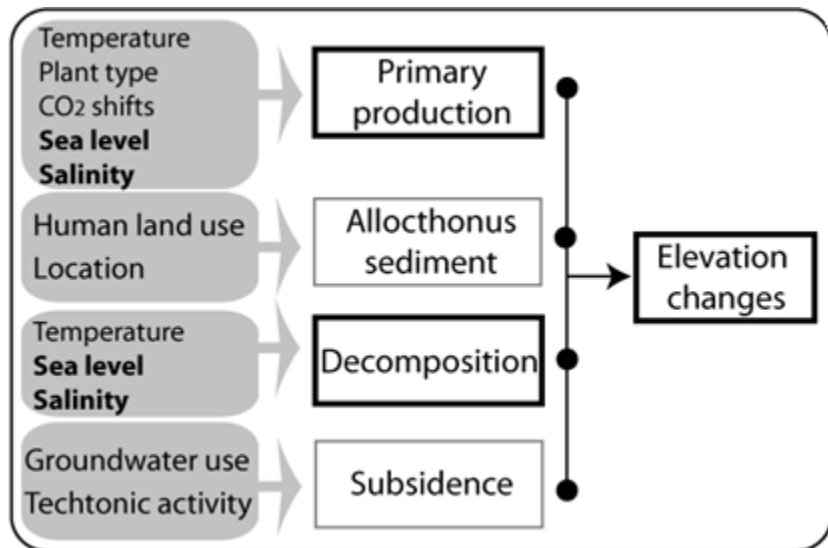 Temperature
Plant type
CO2 shifts
Sea level
Salinity
Primary
production
Human land use
Location
Allocthonus
sediment
Elevation
changes
Temperature
Sea level
Salinity
Decomposition
Groundwater use
Techtonic activity
Subsidence